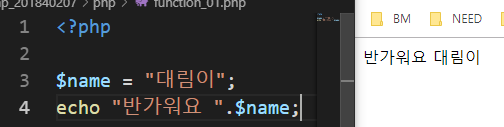 np_201840207 > php > function_01.php
1 <?php
2
3 $name = "대림이";
4 echo "반가워요 ".$name;
BM NEED
반가워요 대림이